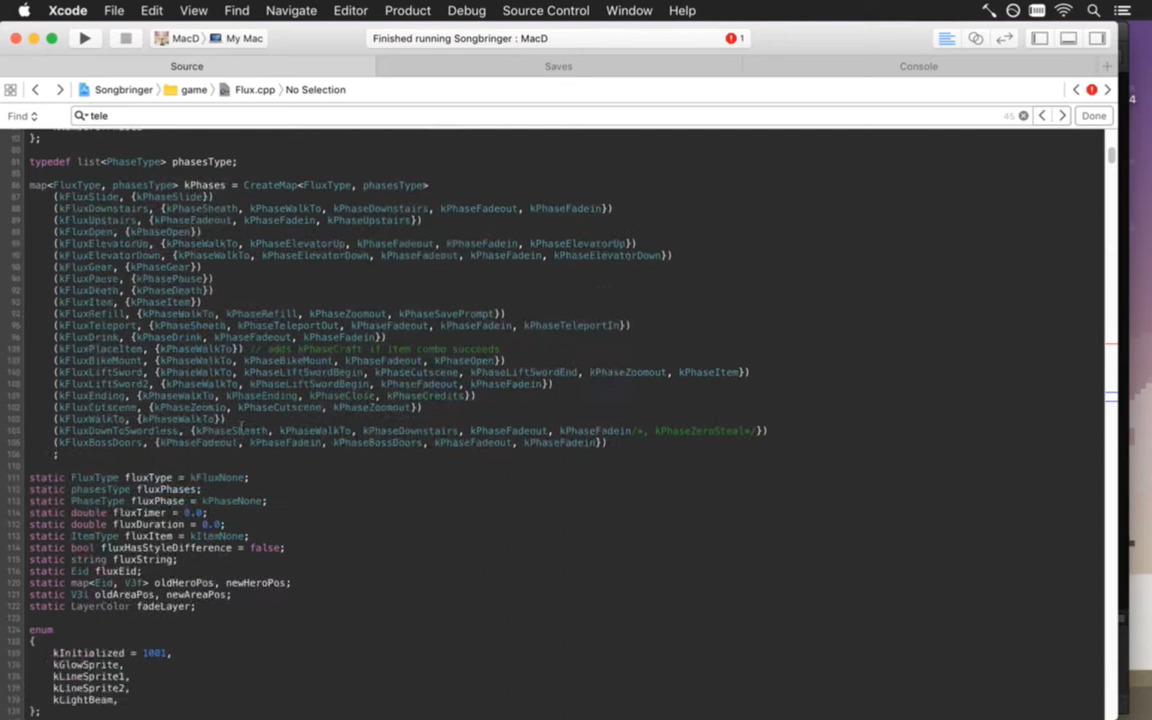 Xcode File Edit View Find Navigate Editor Product Debug Source Control Window Help
MacD My Mac Finished running Songbringer : MacD 1
Source Saves Console
Songbringer game Flux.cpp No Selection
Find tele 45 Done
};
typedef list<PhaseType> phasesType;
map<FluxType, phasesType> kPhases = CreateMap<FluxType, phasesType>
(kFluxSlide, {kPhaseSlide})
(kFluxDownstairs, {kPhaseSheath, kPhaseWalkTo, kPhaseDownstairs, kPhaseFadeout, kPhaseFadein})
(kFluxUpstairs, {kPhaseFadeout, kPhaseFadein, kPhaseUpstairs})
(kFluxOpen, {kPhaseOpen})
(kFluxElevatorUp, {kPhaseWalkTo, kPhaseElevatorUp, kPhaseFadeout, kPhaseFadein, kPhaseElevatorUp})
(kFluxElevatorDown, {kPhaseWalkTo, kPhaseElevatorDown, kPhaseFadeout, kPhaseFadein, kPhaseElevatorDown})
(kFluxGear, {kPhaseGear})
(kFluxPause, {kPhasePause})
(kFluxDeath, {kPhaseDeath})
(kFluxItem, {kPhaseItem})
(kFluxRefill, {kPhaseWalkTo, kPhaseRefill, kPhaseZoomout, kPhaseSavePrompt})
(kFluxTeleport, {kPhaseSheath, kPhaseTeleportOut, kPhaseFadeout, kPhaseFadein, kPhaseTeleportIn})
(kFluxDrink, {kPhaseDrink, kPhaseFadeout, kPhaseFadein})
(kFluxPlaceItem, {kPhaseWalkTo}) // adds kPhaseCraft if item combo succeeds
(kFluxBikeMount, {kPhaseWalkTo, kPhaseBikeMount, kPhaseFadeout, kPhaseOpen})
(kFluxLiftSword, {kPhaseWalkTo, kPhaseLiftSwordBegin, kPhaseCutscene, kPhaseLiftSwordEnd, kPhaseZoomout, kPhaseItem})
(kFluxLiftSword2, {kPhaseWalkTo, kPhaseLiftSwordBegin, kPhaseFadeout, kPhaseFadein})
(kFluxEnding, {kPhaseWalkTo, kPhaseEnding, kPhaseClose, kPhaseCredits})
(kFluxCutscene, {kPhaseZoomin, kPhaseCutscene, kPhaseZoomout})
(kFluxWalkTo, {kPhaseWalkTo})
(kFluxDownToSwordless, {kPhaseSheath, kPhaseWalkTo, kPhaseDownstairs, kPhaseFadeout, kPhaseFadein/*, kPhaseZeroSteal*/})
(kFluxBossDoors, {kPhaseFadeout, kPhaseFadein, kPhaseBossDoors, kPhaseFadeout, kPhaseFadein})
;
static FluxType fluxType = kFluxNone;
static phasesType fluxPhases;
static PhaseType fluxPhase = kPhaseNone;
static double fluxTimer = 0.0;
static double fluxDuration = 0.0;
static ItemType fluxItem = kItemNone;
static bool fluxHasStyleDifference = false;
static string fluxString;
static Eid fluxEid;
static map<Eid, V3f> oldHeroPos, newHeroPos;
static V3i oldAreaPos, newAreaPos;
static LayerColor fadeLayer;
enum
{
kInitialized = 1001,
kGlowSprite,
kLineSprite1,
kLineSprite2,
kLightBeam,
};